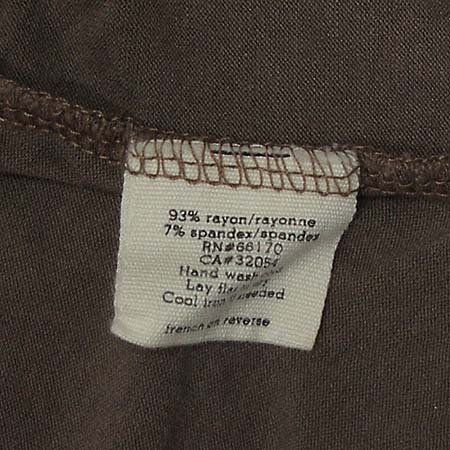 93% rayon/rayonne
7% spandex/spandex
RN#66170
CA#32054
Hand wash
Lay flat
Cool iron if needed
french on reverse